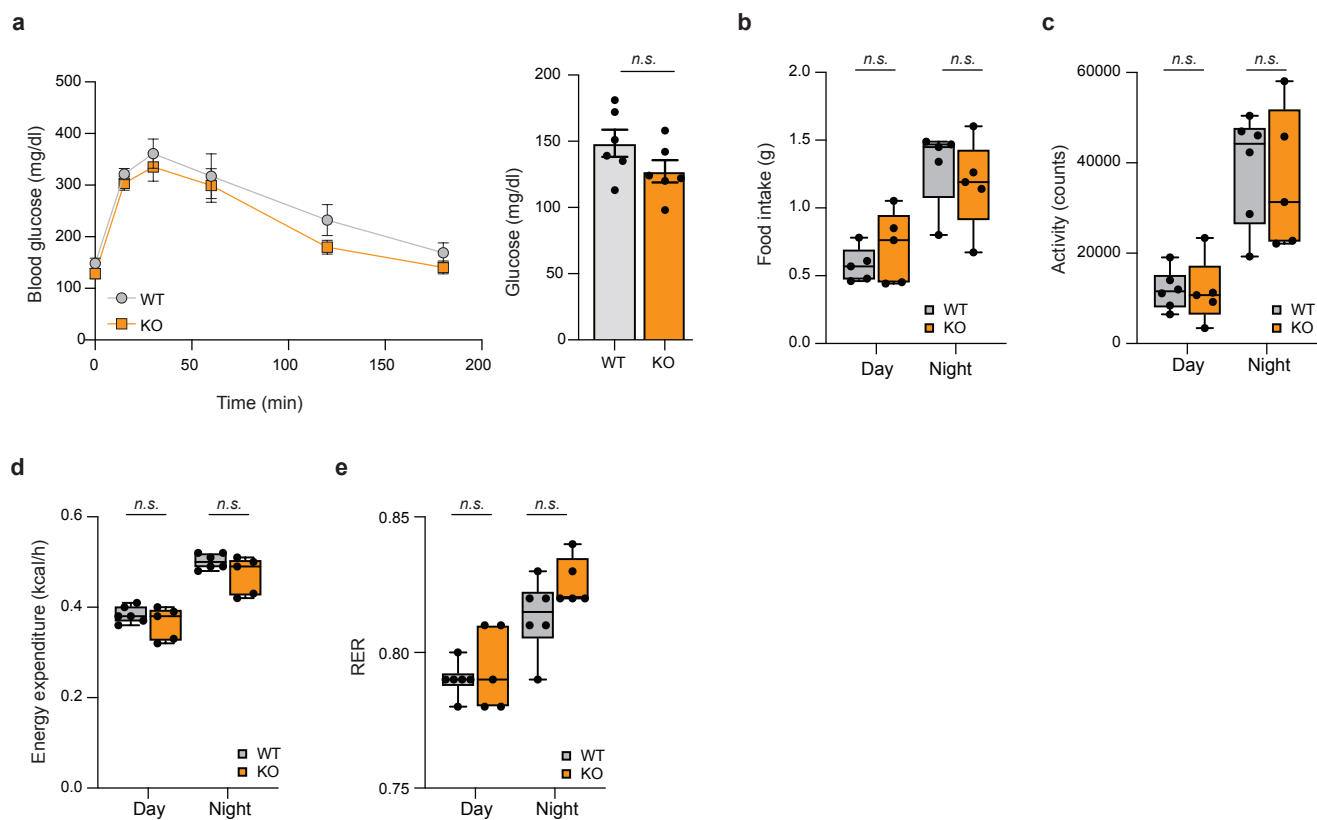 a
500
400
300
200
100
0
Blood glucose (mg/dl)
WT
KO
0
50
100
150
200
Time (min)
n.s.
200
150
100
50
0
Glucose (mg/dl)
WT
KO
b
n.s.
n.s.
2.0
1.5
1.0
0.5
0.0
Food intake (g)
WT
KO
Day
Night
c
n.s.
n.s.
60000
40000
20000
0
Activity (counts)
WT
KO
Day
Night
d
n.s.
n.s.
0.6
0.4
0.2
0.0
Energy expenditure (kcal/h)
WT
KO
Day
Night
e
n.s.
n.s.
0.85
0.80
0.75
RER
WT
KO
Day
Night